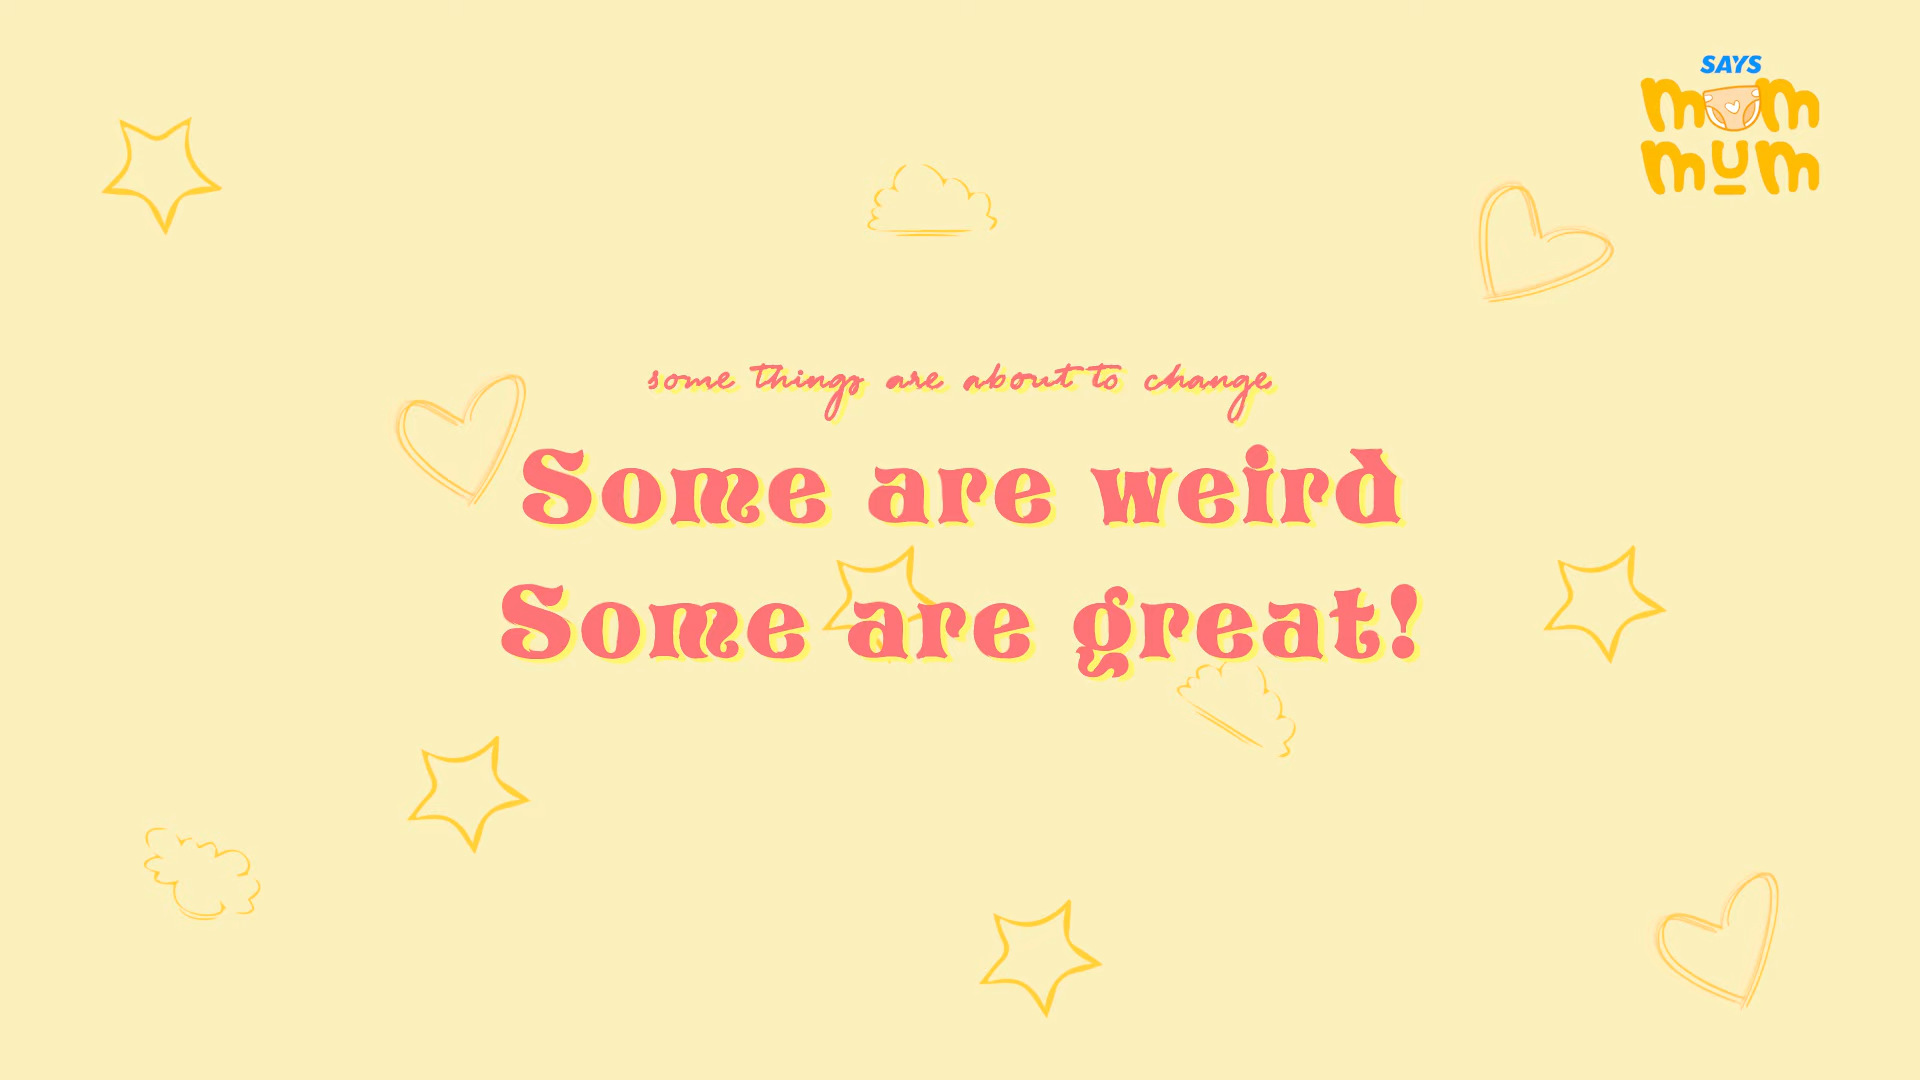 SAYS
mum
mum
some things are about to change
Some are weird
Some are great!